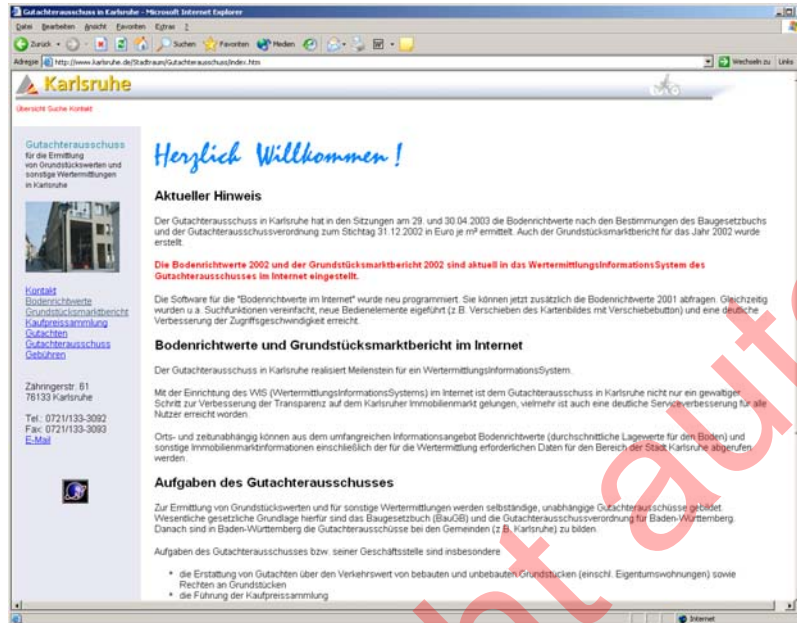 Gutachterausschuss in Karlsruhe - Microsoft Internet Explorer
Datei Bearbeiten Ansicht Favoriten Extras ?
Zurück Suchen Favoriten Medien
Adresse http://www.karlsruhe.de/Stadtraum/Gutachterausschuss/index.htm Wechseln zu Links
Karlsruhe
Übersicht Suche Kontakt
Gutachterausschuss
für die Ermittlung
von Grundstückswerten und
sonstige Wertermittlungen
in Karlsruhe
Kontakt
Bodenrichtwerte
Grundstücksmarktbericht
Kaufpreissammlung
Gutachten
Gutachterausschuss
Gebühren
Zähringerstr. 61
76133 Karlsruhe
Tel.: 0721/133-3092
Fax: 0721/133-3093
E-Mail
Herzlich Willkommen !
Aktueller Hinweis
Der Gutachterausschuss in Karlsruhe hat in den Sitzungen am 29. und 30.04.2003 die Bodenrichtwerte nach den Bestimmungen des Baugesetzbuchs
und der Gutachterausschussverordnung zum Stichtag 31.12.2002 in Euro je m² ermittelt. Auch der Grundstücksmarktbericht für das Jahr 2002 wurde
erstellt.
Die Bodenrichtwerte 2002 und der Grundstücksmarktbericht 2002 sind aktuell in das WertermittlungsInformationsSystem des
Gutachterausschusses im Internet eingestellt.
Die Software für die "Bodenrichtwerte im Internet" wurde neu programmiert. Sie können jetzt zusätzlich die Bodenrichtwerte 2001 abfragen. Gleichzeitig
wurden u.a. Suchfunktionen vereinfacht, neue Bedienelemente eigeführt (z.B. Verschieben des Kartenbildes mit Verschiebebutton) und eine deutliche
Verbesserung der Zugriffsgeschwindigkeit erreicht.
Bodenrichtwerte und Grundstücksmarktbericht im Internet
Der Gutachterausschuss in Karlsruhe realisiert Meilenstein für ein WertermittlungsInformationsSystem.
Mit der Einrichtung des WIS (WertermittlungsInformationsSystems) im Internet ist dem Gutachterausschuss in Karlsruhe nicht nur ein gewaltiger
Schritt zur Verbesserung der Transparenz auf dem Karlsruher Immobilienmarkt gelungen, vielmehr ist auch eine deutliche Serviceverbesserung für alle
Nutzer erreicht worden.
Orts- und zeitunabhängig können aus dem umfangreichen Informationsangebot Bodenrichtwerte (durchschnittliche Lagewerte für den Boden) und
sonstige Immobilienmarktinformationen einschließlich der für die Wertermittlung erforderlichen Daten für den Bereich der Stadt Karlsruhe abgerufen
werden.
Aufgaben des Gutachterausschusses
Zur Ermittlung von Grundstückswerten und für sonstige Wertermittlungen werden selbständige, unabhängige Gutachterausschüsse gebildet.
Wesentliche gesetzliche Grundlage hierfür sind das Baugesetzbuch (BauGB) und die Gutachterausschussverordnung für Baden-Württemberg.
Danach sind in Baden-Württemberg die Gutachterausschüsse bei den Gemeinden (z.B. Karlsruhe) zu bilden.
Aufgaben des Gutachterausschusses bzw. seiner Geschäftsstelle sind insbesondere
* die Erstattung von Gutachten über den Verkehrswert von bebauten und unbebauten Grundstücken (einschl. Eigentumswohnungen) sowie
Rechten an Grundstücken
* die Führung der Kaufpreissammlung
Internet